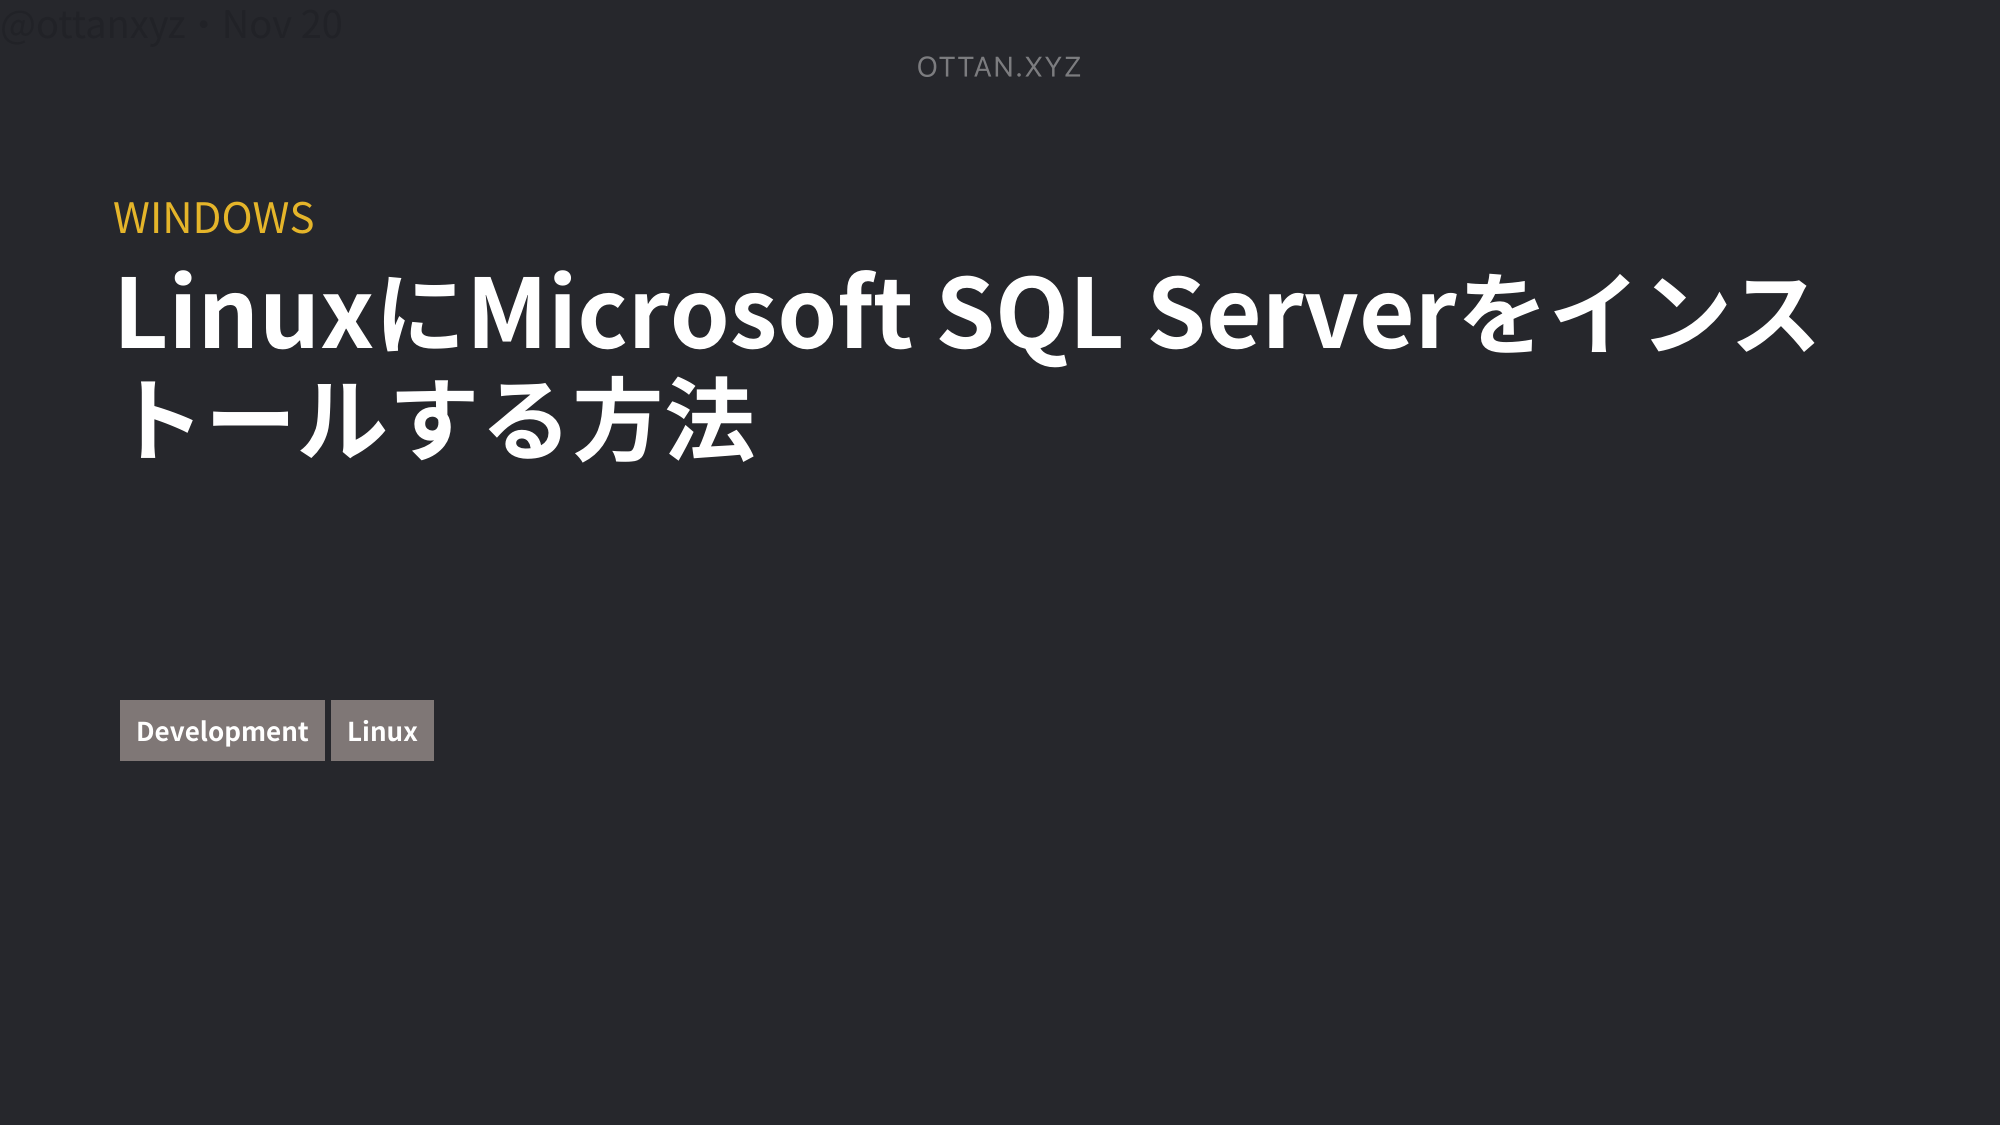 @ottanxyz・Nov 20
OTTAN.XYZ
WINDOWS
LinuxにMicrosoft SQL Serverをインス
トールする方法
Development Linux